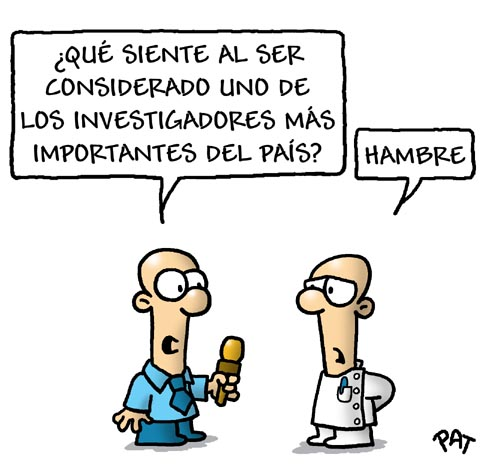 ¿QUÉ SIENTE AL SER
CONSIDERADO UNO DE
LOS INVESTIGADORES MÁS
IMPORTANTES DEL PAÍS?
HAMBRE
PAT